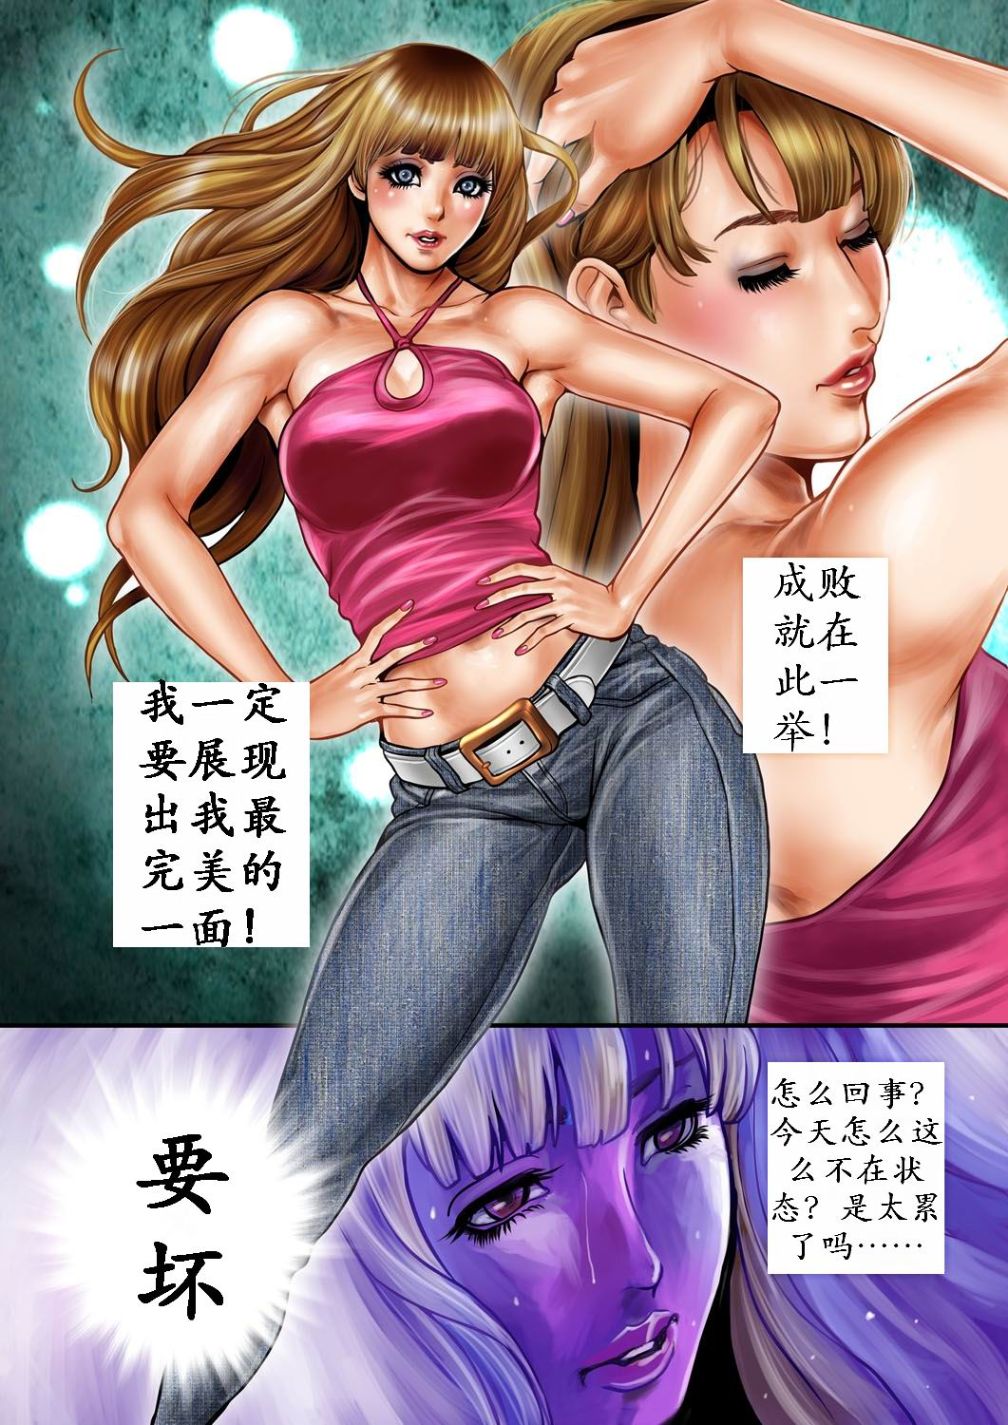 成败
就在
此一
举！
我一定
要展现
出我最
完美的
一面！
怎么回事？
今天怎么这
么不在状
态？是太累
了吗……
要
坏